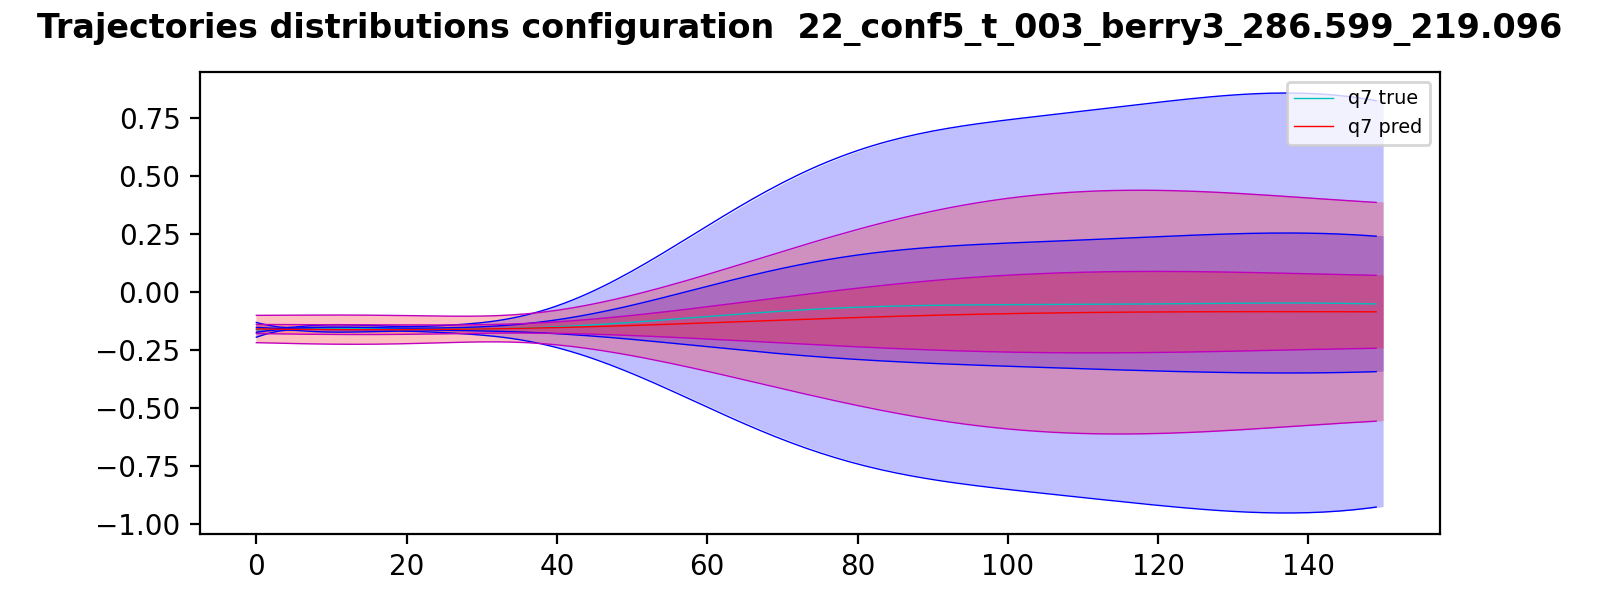 Trajectories distributions configuration  22_conf5_t_003_berry3_286.599_219.096
q7 true
q7 pred
0.75
0.50
0.25
0.00
−0.25
−0.50
−0.75
−1.00
0 20 40 60 80 100 120 140